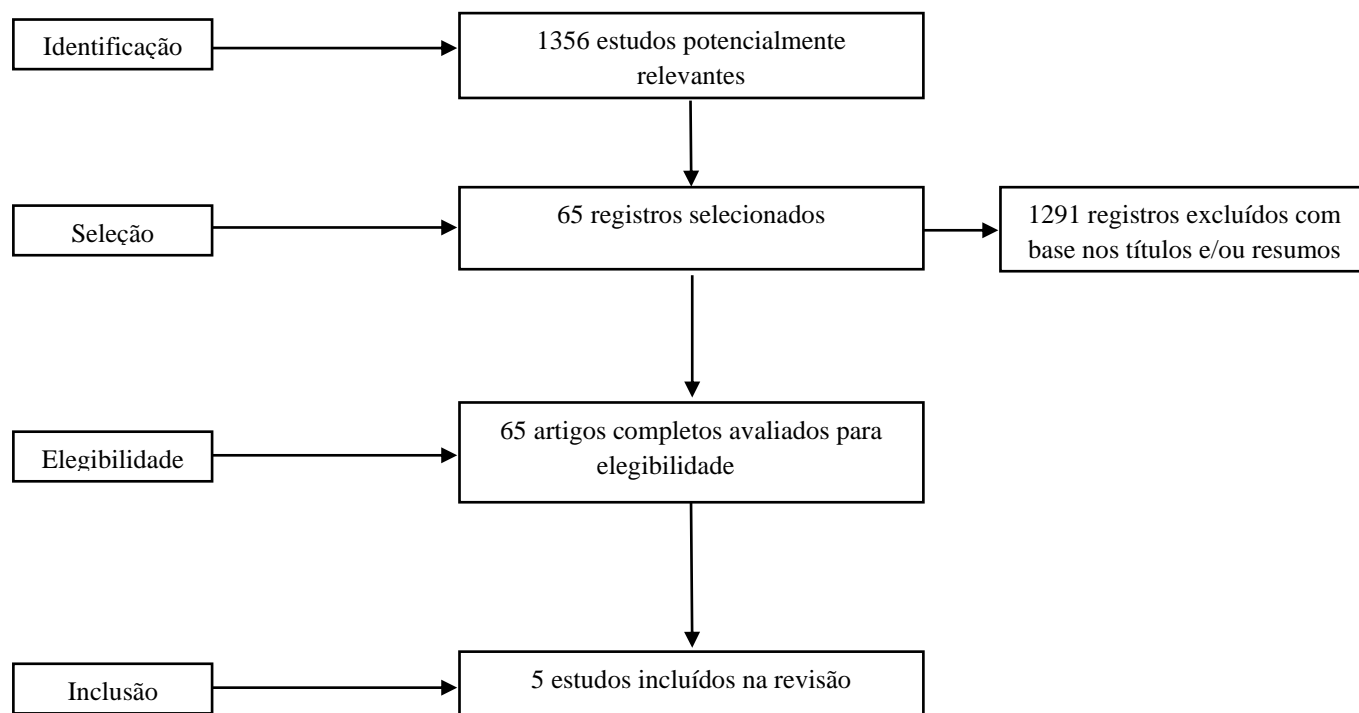 Identificação
1356 estudos potencialmente
relevantes
Seleção
65 registros selecionados
1291 registros excluídos com
base nos títulos e/ou resumos
Elegibilidade
65 artigos completos avaliados para
elegibilidade
Inclusão
5 estudos incluídos na revisão